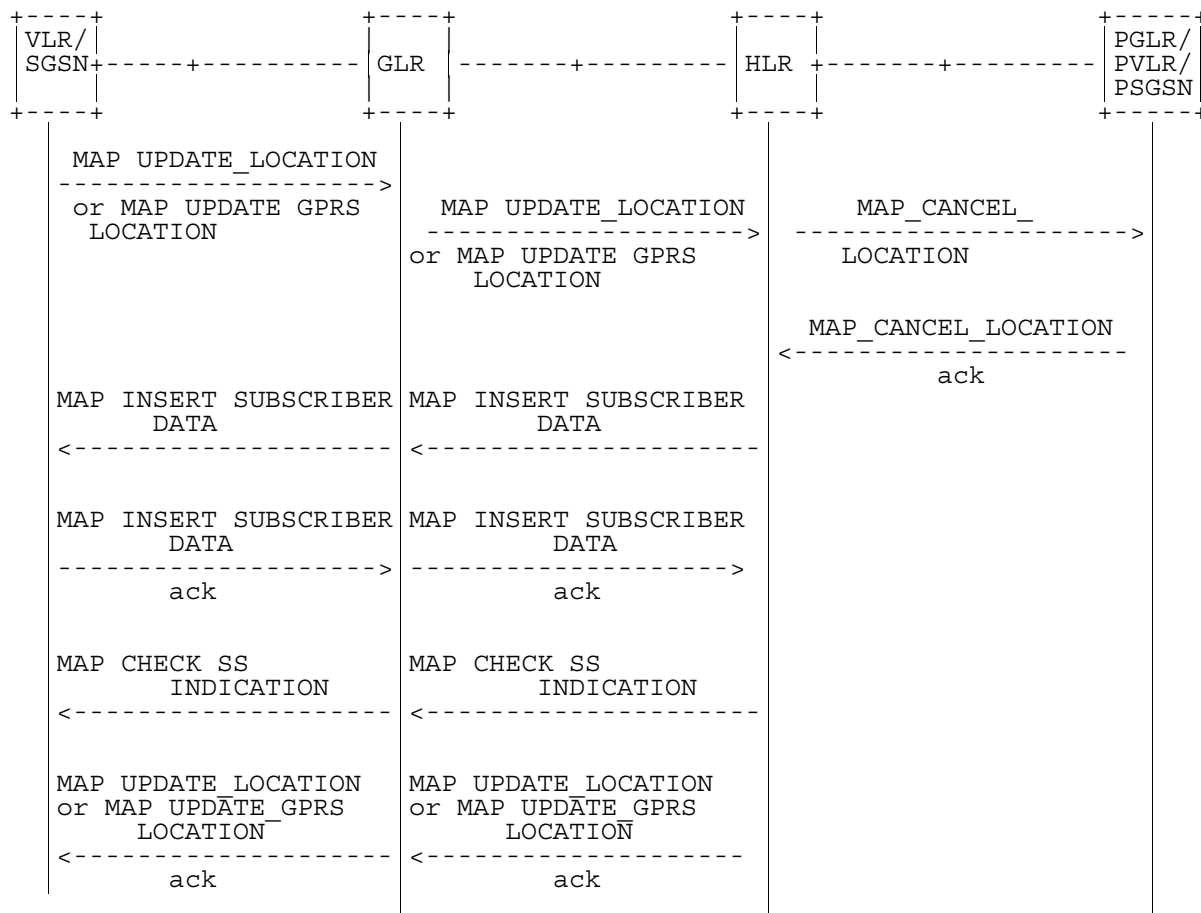 VLR/
SGSN
GLR
HLR
PGLR/
PVLR/
PSGSN
MAP UPDATE_LOCATION
or MAP UPDATE GPRS
LOCATION
MAP UPDATE_LOCATION
or MAP UPDATE GPRS
LOCATION
MAP_CANCEL_
LOCATION
MAP_CANCEL_LOCATION
ack
MAP INSERT SUBSCRIBER
DATA
MAP INSERT SUBSCRIBER
DATA
MAP INSERT SUBSCRIBER
DATA
ack
MAP INSERT SUBSCRIBER
DATA
ack
MAP CHECK SS
INDICATION
MAP CHECK SS
INDICATION
MAP UPDATE_LOCATION
or MAP UPDATE_GPRS
LOCATION
ack
MAP UPDATE_LOCATION
or MAP UPDATE_GPRS
LOCATION
ack